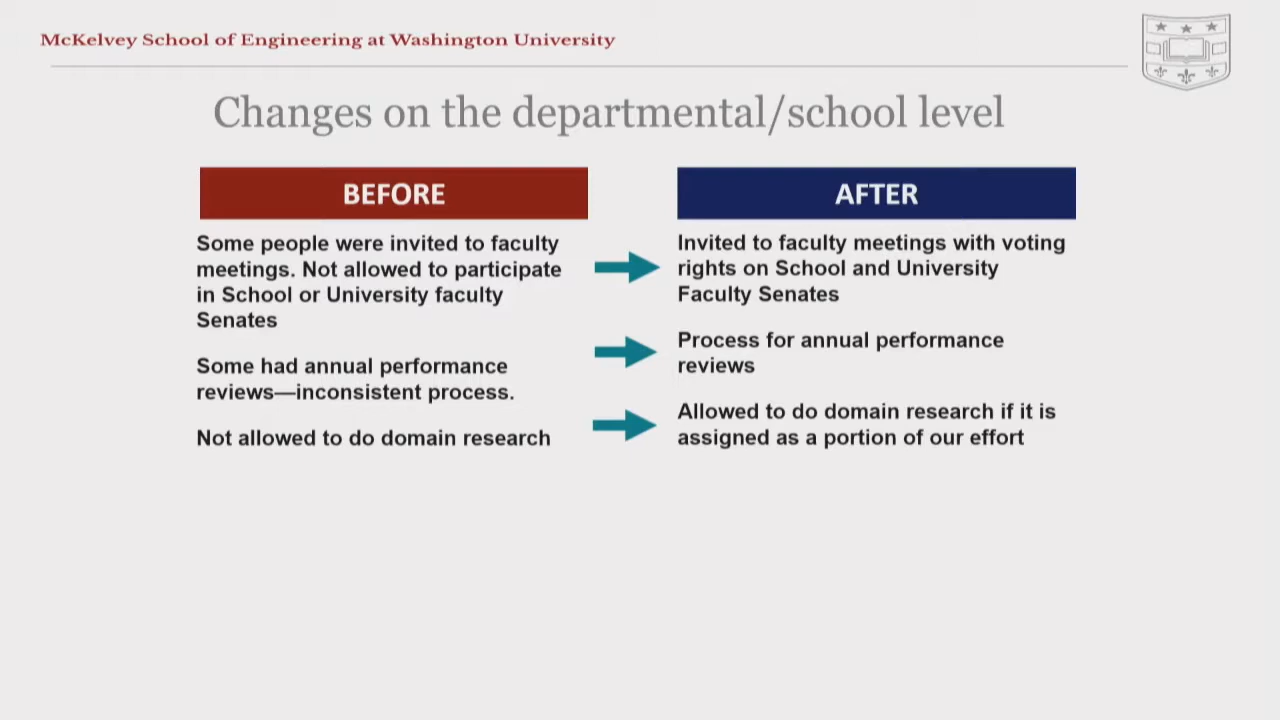 McKelvey School of Engineering at Washington University
Changes on the departmental/school level
BEFORE
Some people were invited to faculty
meetings. Not allowed to participate
in School or University faculty
Senates
Some had annual performance
reviews—inconsistent process.
Not allowed to do domain research
AFTER
Invited to faculty meetings with voting
rights on School and University
Faculty Senates
Process for annual performance
reviews
Allowed to do domain research if it is
assigned as a portion of our effort